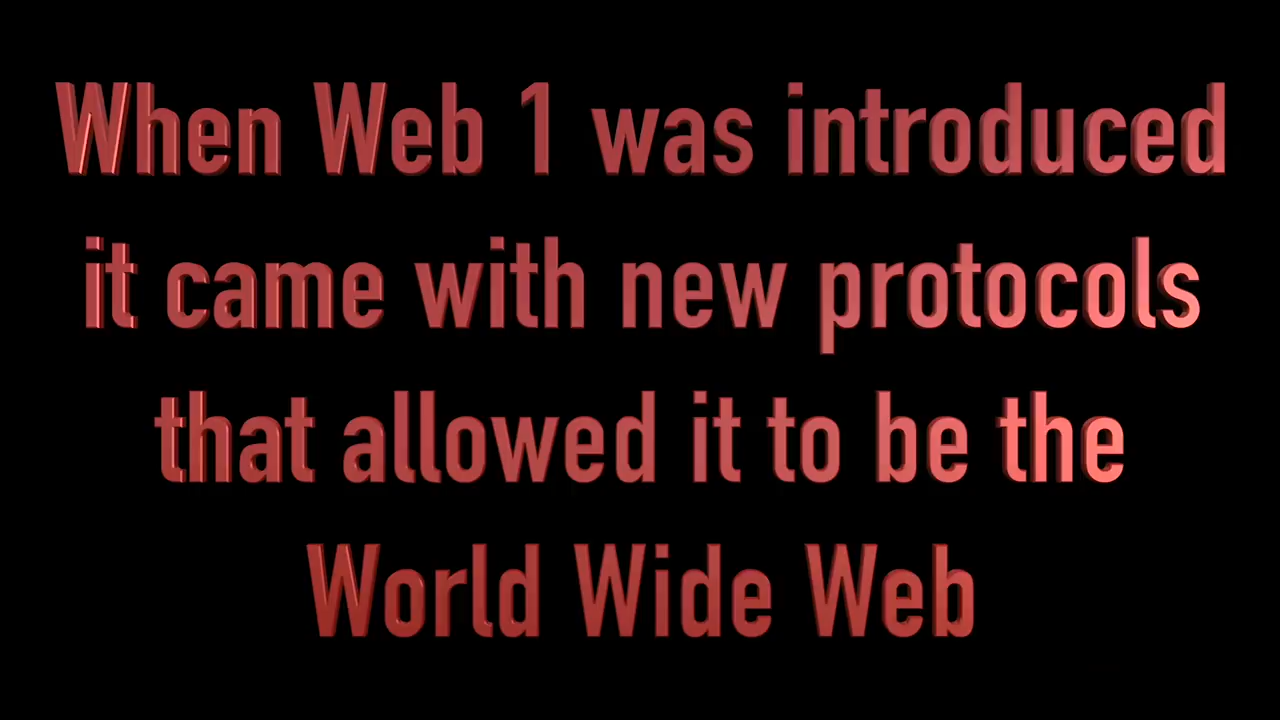 When Web 1 was introduced
it came with new protocols
that allowed it to be the
World Wide Web